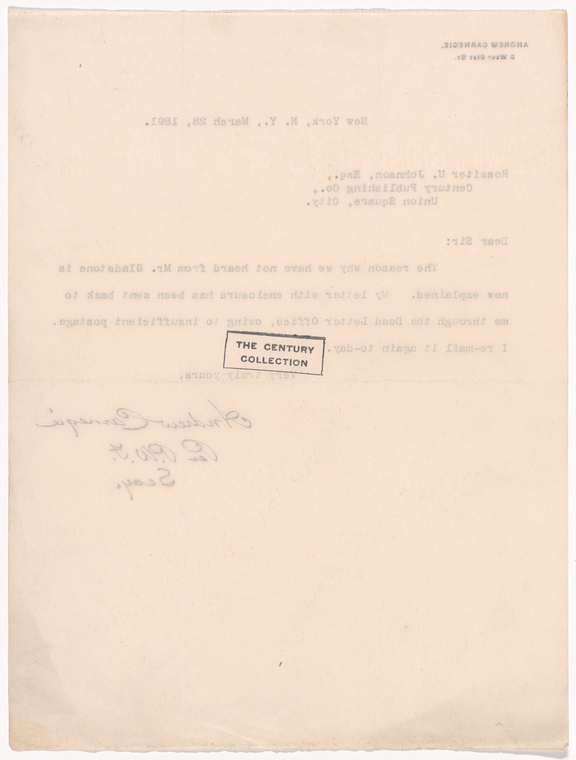 ANDREW CARNEGIE,
5 West 51st St.
New York, N. Y., March 28, 1891.
Rossiter U. Johnson, Esq.,
Century Publishing Co.,
Union Square, City.
Dear Sir:
The reason why we have not heard from Mr. Gladstone is
now explained. My letter with enclosure has been sent back to
me through the Dead Letter Office, owing to insufficient postage.
I re-mail it again to-day.
THE CENTURY
COLLECTION
Very truly yours,
Andrew Carnegie
Secy.